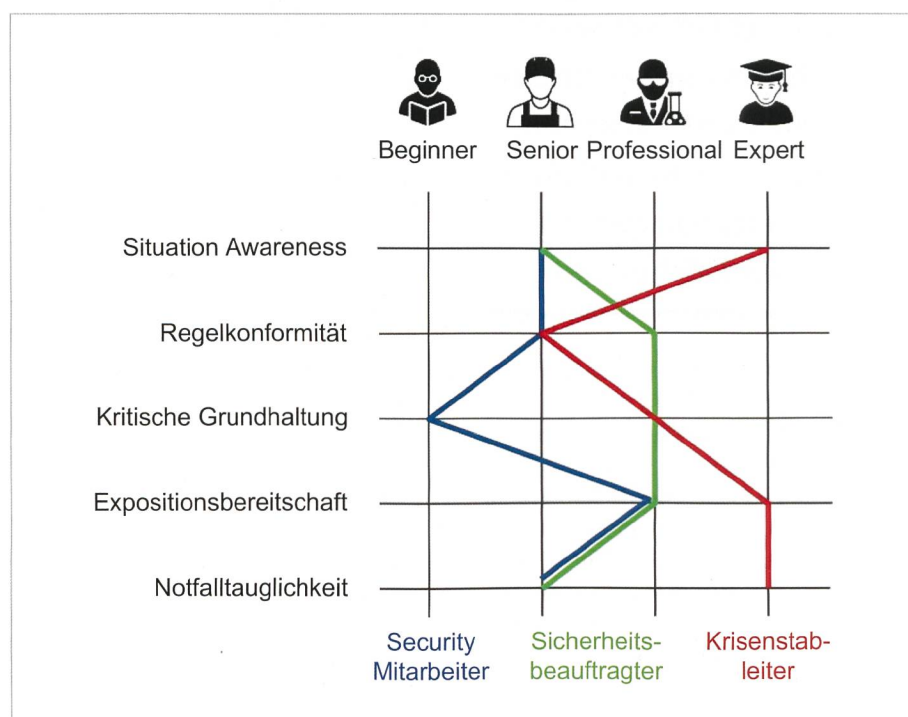 Beginner Senior Professional Expert
Situation Awareness
Regelkonformität
Kritische Grundhaltung
Expositionsbereitschaft
Notfalltauglichkeit
Security
Mitarbeiter
Sicherheits-
beauftragter
Krisenstab-
leiter